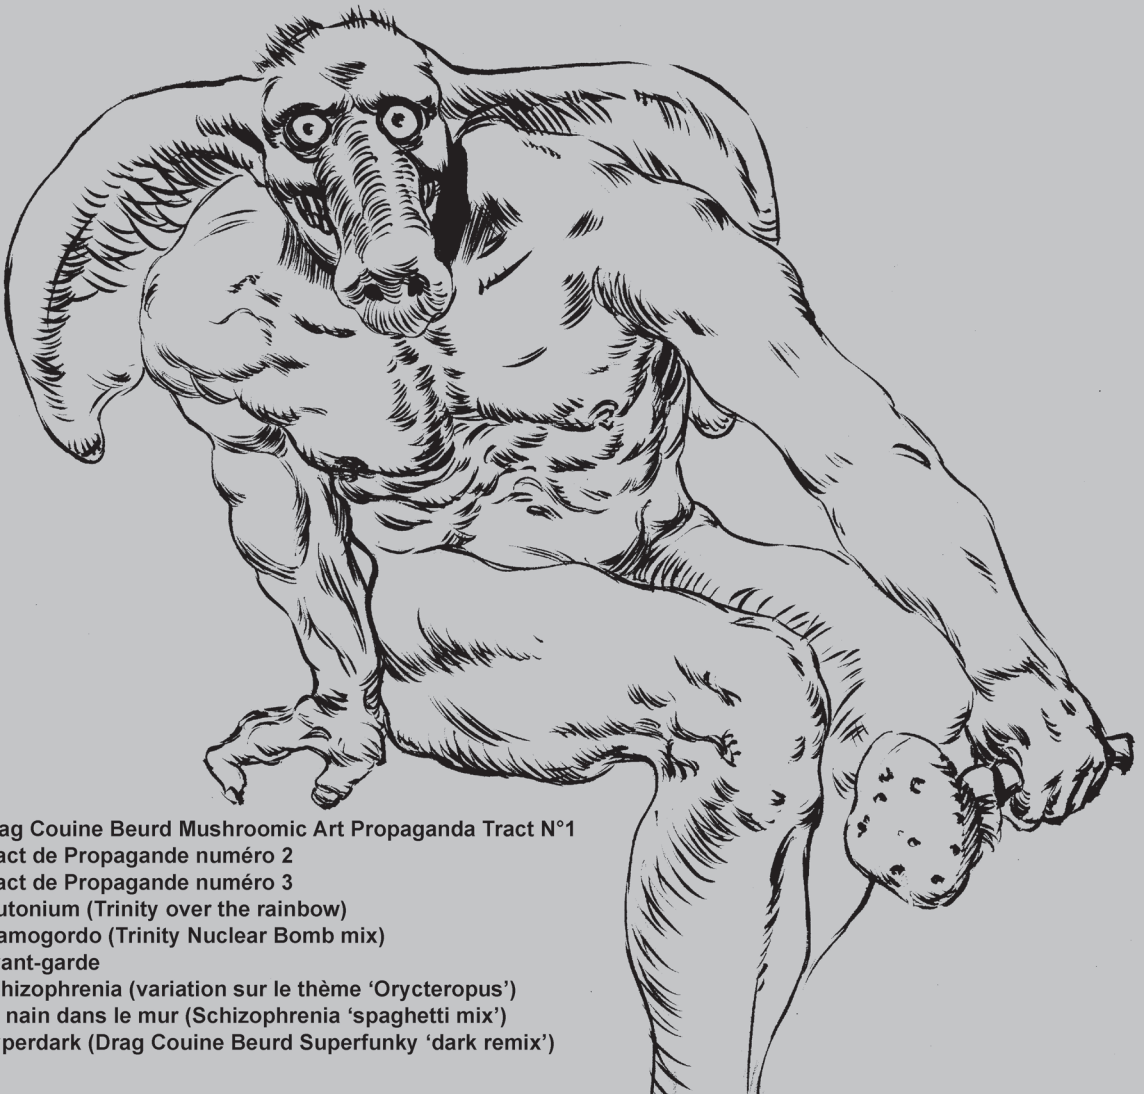 ag Couine Beurd Mushroomic Art Propaganda Tract N°1
act de Propagande numéro 2
act de Propagande numéro 3
utonium (Trinity over the rainbow)
amogordo (Trinity Nuclear Bomb mix)
ant-garde
hizophrenia (variation sur le thème ‘Orycteropus’)
nain dans le mur (Schizophrenia ‘spaghetti mix’)
perdark (Drag Couine Beurd Superfunky ‘dark remix’)